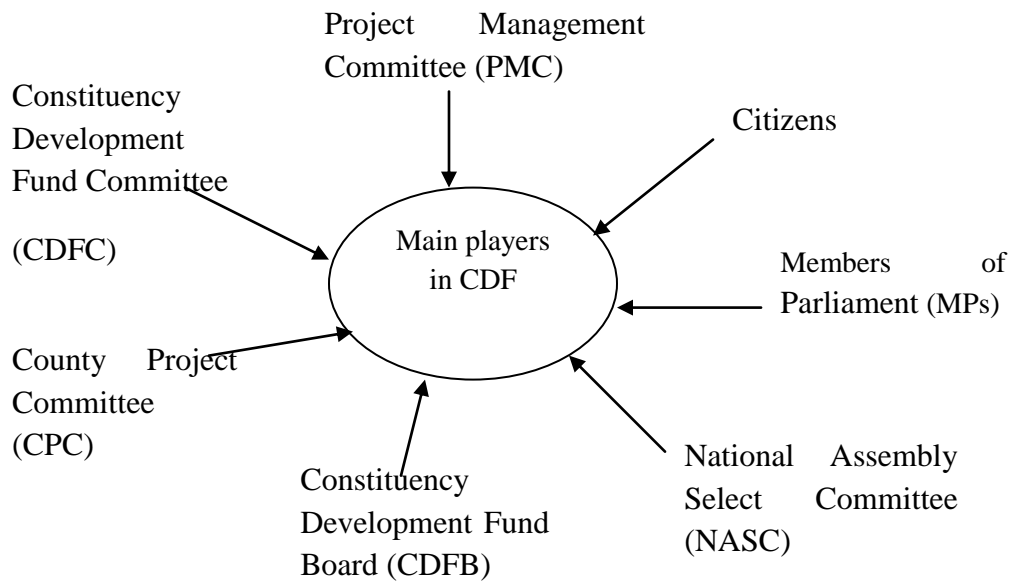 Project Management
Committee (PMC)
Constituency
Development
Fund Committee
(CDFC)
Citizens
Main players
in CDF
Members of
Parliament (MPs)
County Project
Committee
(CPC)
National Assembly
Select Committee
(NASC)
Constituency
Development Fund
Board (CDFB)